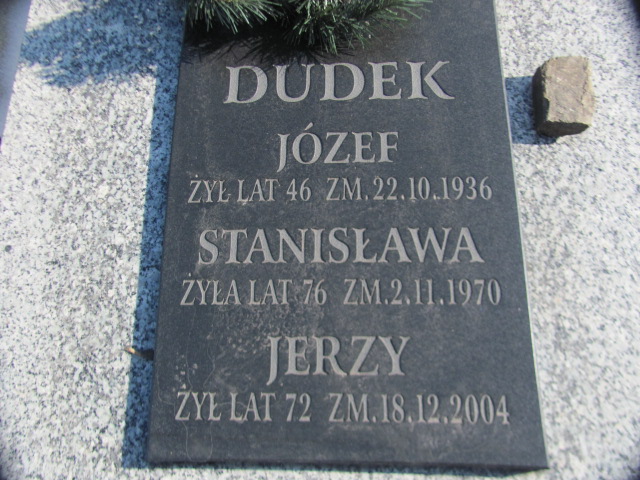 DUDEK
JÓZEF
ŻYŁ LAT 46 ZM.22.10.1936
STANISŁAWA
ŻYŁA LAT 76 ZM.2.11.1970
JERZY
ŻYŁ LAT 72 ZM.18.12.2004